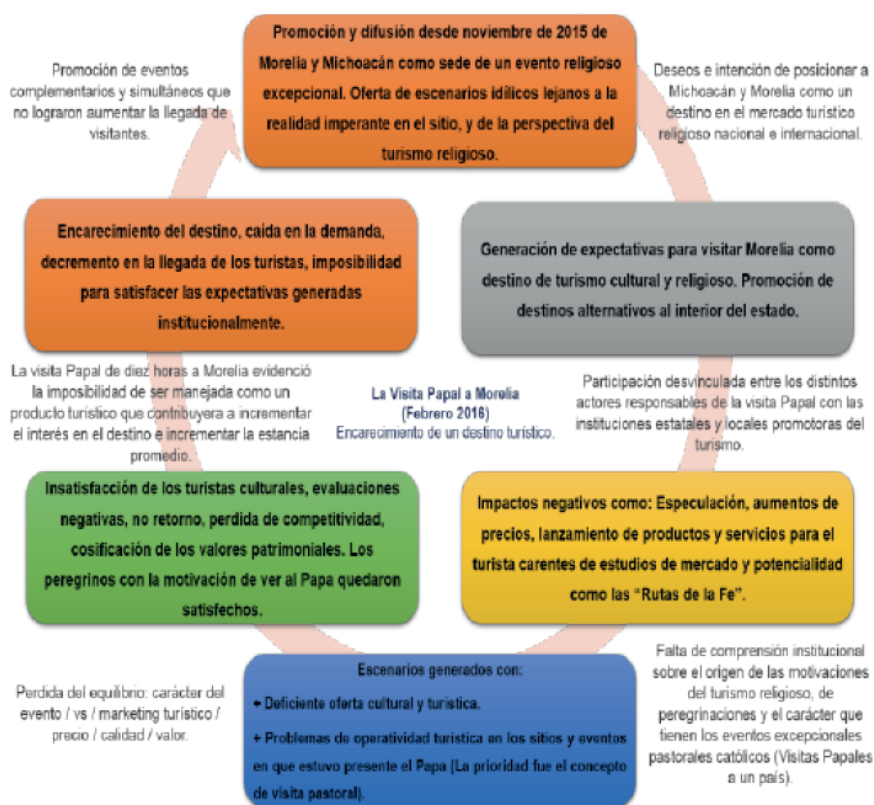 Promoción y difusión desde noviembre de 2015 de
Morelia y Michoacán como sede de un evento religioso
excepcional. Oferta de escenarios idílicos lejanos a la
realidad imperante en el sitio, y de la perspectiva del
turismo religioso.
Deseos e intención de posicionar a
Michoacán y Morelia como un
destino en el mercado turístico
religioso nacional e internacional.
Generación de expectativas para visitar Morelia como
destino de turismo cultural y religioso. Promoción de
destinos alternativos al interior del estado.
Participación desvinculada entre los distintos
actores responsables de la visita Papal con las
instituciones estatales y locales promotoras del
turismo.
Impactos negativos como: Especulación, aumentos de
precios, lanzamiento de productos y servicios para el
turista carentes de estudios de mercado y potencialidad
como las “Rutas de la Fe”.
Falta de comprensión institucional
sobre el origen de las motivaciones
del turismo religioso, de
peregrinaciones y el carácter que
tienen los eventos excepcionales
pastorales católicos (Visitas Papales
a un país).
Escenarios generados con:
+ Deficiente oferta cultural y turística.
+ Problemas de operatividad turística en los sitios y eventos
en que estuvo presente el Papa (La prioridad fue el concepto
de visita pastoral).
Perdida del equilibrio: carácter del
evento / vs / marketing turístico /
precio / calidad / valor.
Insatisfacción de los turistas culturales, evaluaciones
negativas, no retorno, perdida de competitividad,
cosificación de los valores patrimoniales. Los
peregrinos con la motivación de ver al Papa quedaron
satisfechos.
La visita Papal de diez horas a Morelia evidenció
la imposibilidad de ser manejada como un
producto turístico que contribuyera a incrementar
el interés en el destino e incrementar la estancia
promedio.
Encarecimiento del destino, caída en la demanda,
decremento en la llegada de los turistas, imposibilidad
para satisfacer las expectativas generadas
institucionalmente.
Promoción de eventos
complementarios y simultáneos que
no lograron aumentar la llegada de
visitantes.
La Visita Papal a Morelia
(Febrero 2016)
Encarecimiento de un destino turístico.